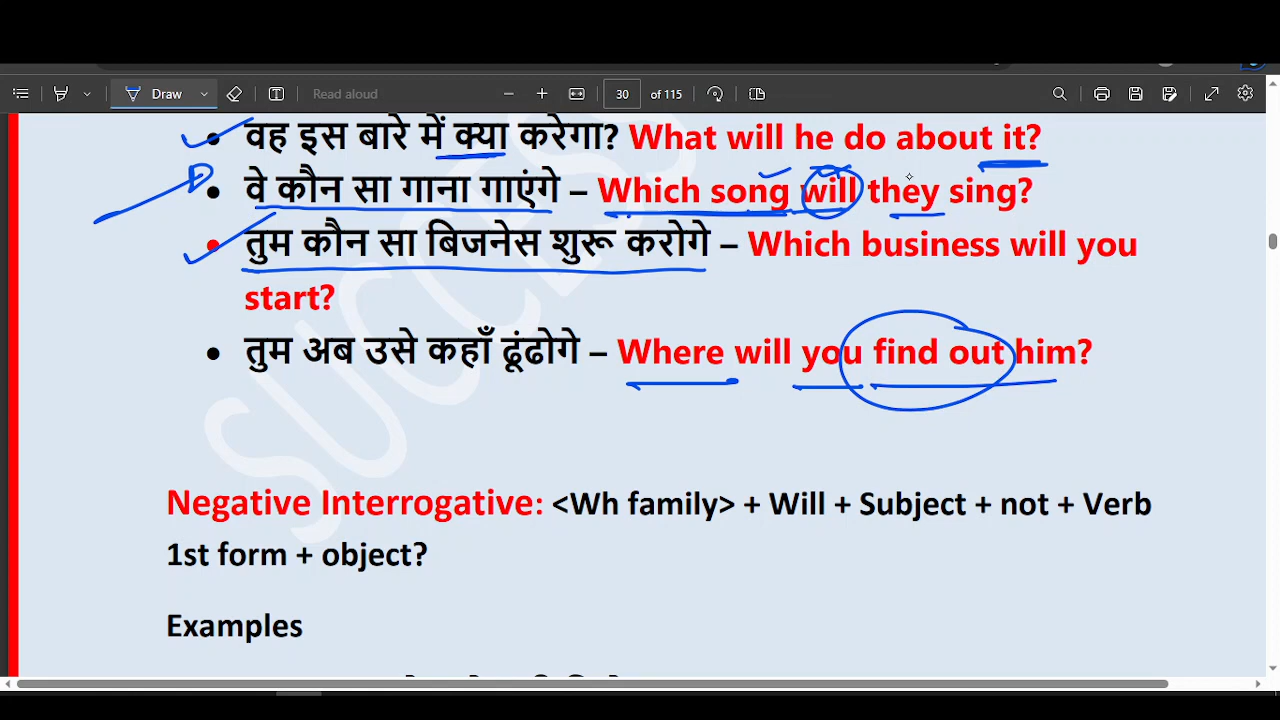 Draw
Read aloud
30 of 115
• वह इस बारे में क्या करेगा? What will he do about it?
• वे कौन सा गाना गाएंगे – Which song will they sing?
• तुम कौन सा बिजनेस शुरू करोगे – Which business will you
start?
• तुम अब उसे कहाँ ढूंढोगे – Where will you find out him?
SUCCESS
Negative Interrogative: <Wh family> + Will + Subject + not + Verb
1st form + object?
Examples